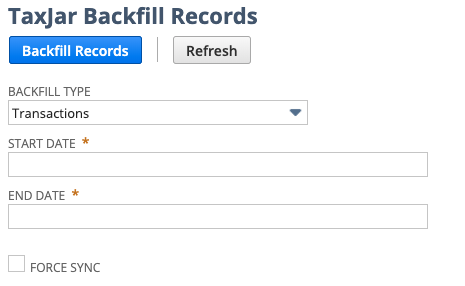 TaxJar Backfill Records
Backfill Records Refresh
BACKFILL TYPE
Transactions
START DATE *
END DATE *
FORCE SYNC